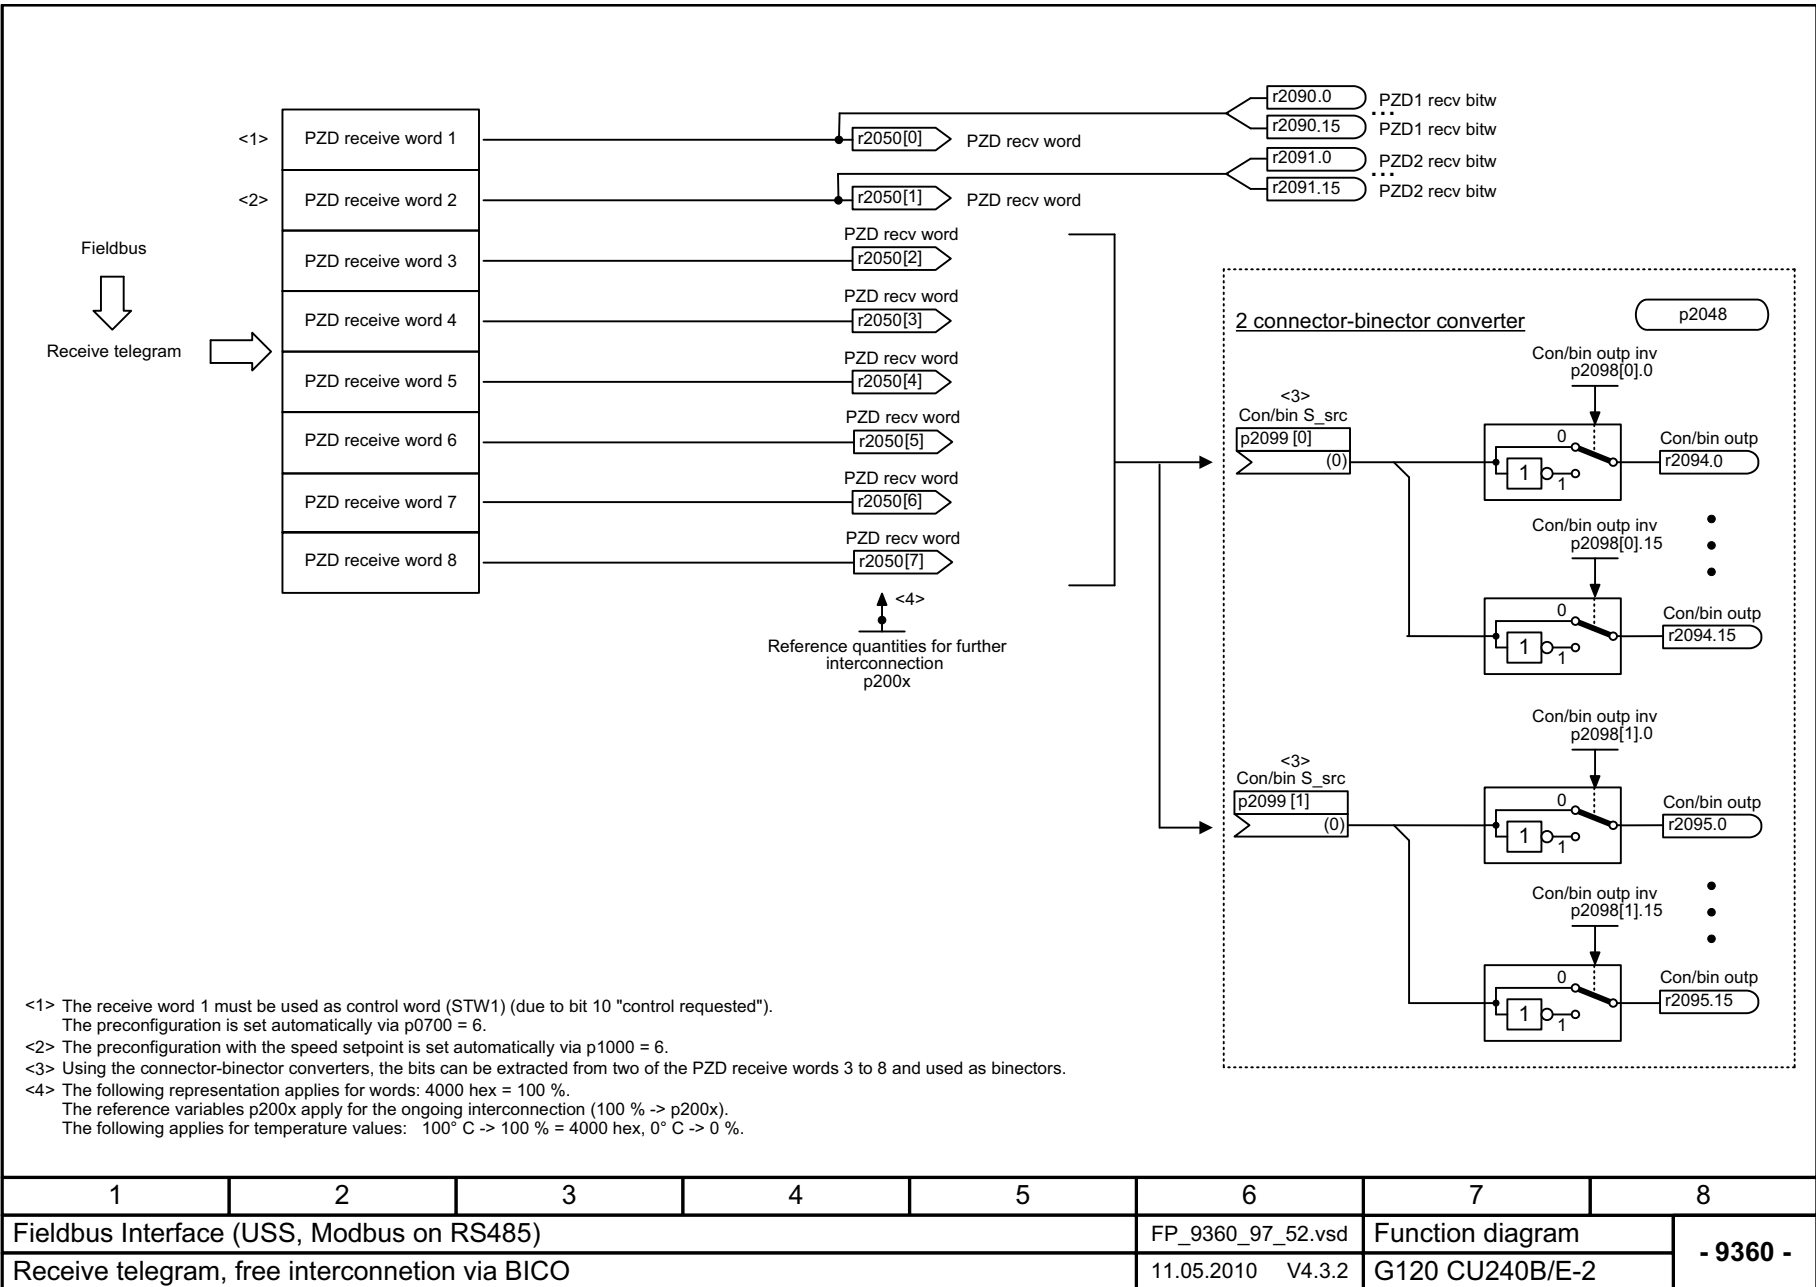 <1>
PZD receive word 1
r2050[0]
PZD recv word
r2090.0
PZD1 recv bitw
...
r2090.15
PZD1 recv bitw
<2>
PZD receive word 2
r2050[1]
PZD recv word
r2091.0
PZD2 recv bitw
...
r2091.15
PZD2 recv bitw
Fieldbus
Receive telegram
PZD receive word 3
PZD recv word
r2050[2]
PZD receive word 4
PZD recv word
r2050[3]
PZD receive word 5
PZD recv word
r2050[4]
PZD receive word 6
PZD recv word
r2050[5]
PZD receive word 7
PZD recv word
r2050[6]
PZD receive word 8
PZD recv word
r2050[7]
<4>
Reference quantities for further
interconnection
p200x
2 connector-binector converter
p2048
<3>
Con/bin S_src
p2099 [0]
(0)
Con/bin outp inv
p2098[0].0
0
1
1
Con/bin outp
r2094.0
Con/bin outp inv
p2098[0].15
0
1
1
Con/bin outp
r2094.15
<3>
Con/bin S_src
p2099 [1]
(0)
Con/bin outp inv
p2098[1].0
0
1
1
Con/bin outp
r2095.0
Con/bin outp inv
p2098[1].15
0
1
1
Con/bin outp
r2095.15
<1> The receive word 1 must be used as control word (STW1) (due to bit 10 "control requested").
The preconfiguration is set automatically via p0700 = 6.
<2> The preconfiguration with the speed setpoint is set automatically via p1000 = 6.
<3> Using the connector-binector converters, the bits can be extracted from two of the PZD receive words 3 to 8 and used as binectors.
<4> The following representation applies for words: 4000 hex = 100 %.
The reference variables p200x apply for the ongoing interconnection (100 % -> p200x).
The following applies for temperature values: 100° C -> 100 % = 4000 hex, 0° C -> 0 %.
1 2 3 4 5 6 7 8
Fieldbus Interface (USS, Modbus on RS485)
FP_9360_97_52.vsd
Function diagram
- 9360 -
Receive telegram, free interconnetion via BICO
11.05.2010 V4.3.2
G120 CU240B/E-2